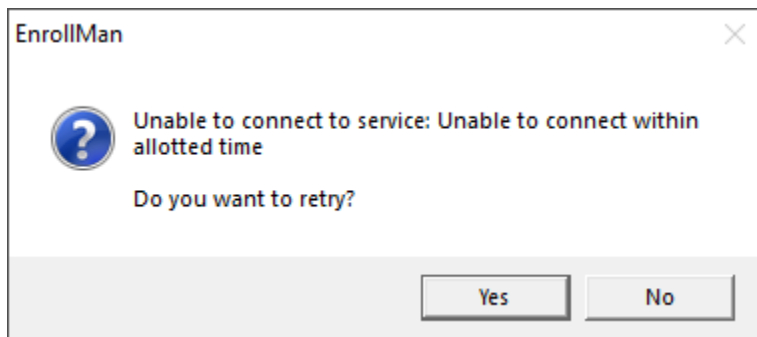 EnrollMan
Unable to connect to service: Unable to connect within
allotted time
Do you want to retry?
Yes
No